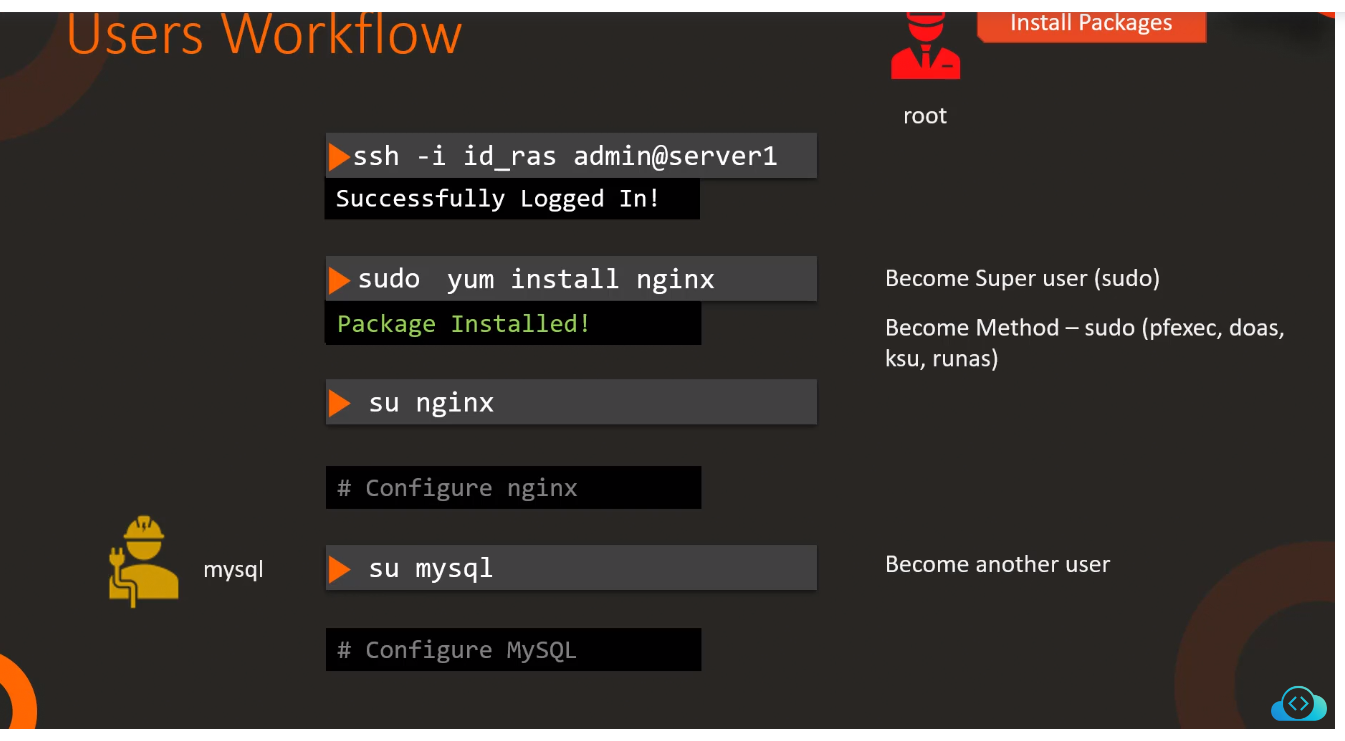 Users Workflow
Install Packages
root
ssh -i id_ras admin@server1
Successfully Logged In!
sudo yum install nginx
Become Super user (sudo)
Package Installed!
Become Method – sudo (pfexec, doas,
ksu, runas)
su nginx
# Configure nginx
mysql
su mysql
Become another user
# Configure MySQL